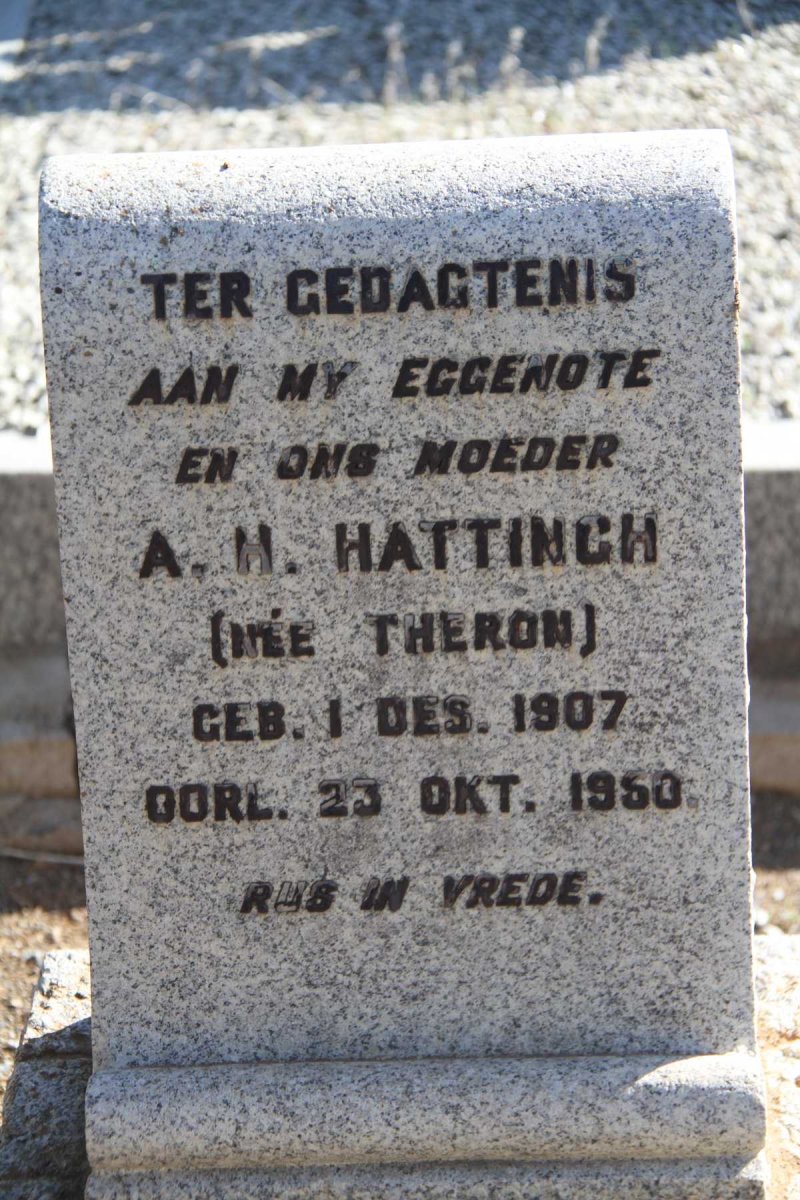 TER GEDAGTENIS
AAN MY EGGENOTE
EN ONS MOEDER
A. H. HATTINGH
(NÉE THERON)
GEB. 1 DES. 1907
OORL. 23 OKT. 1950.
RUS IN VREDE.